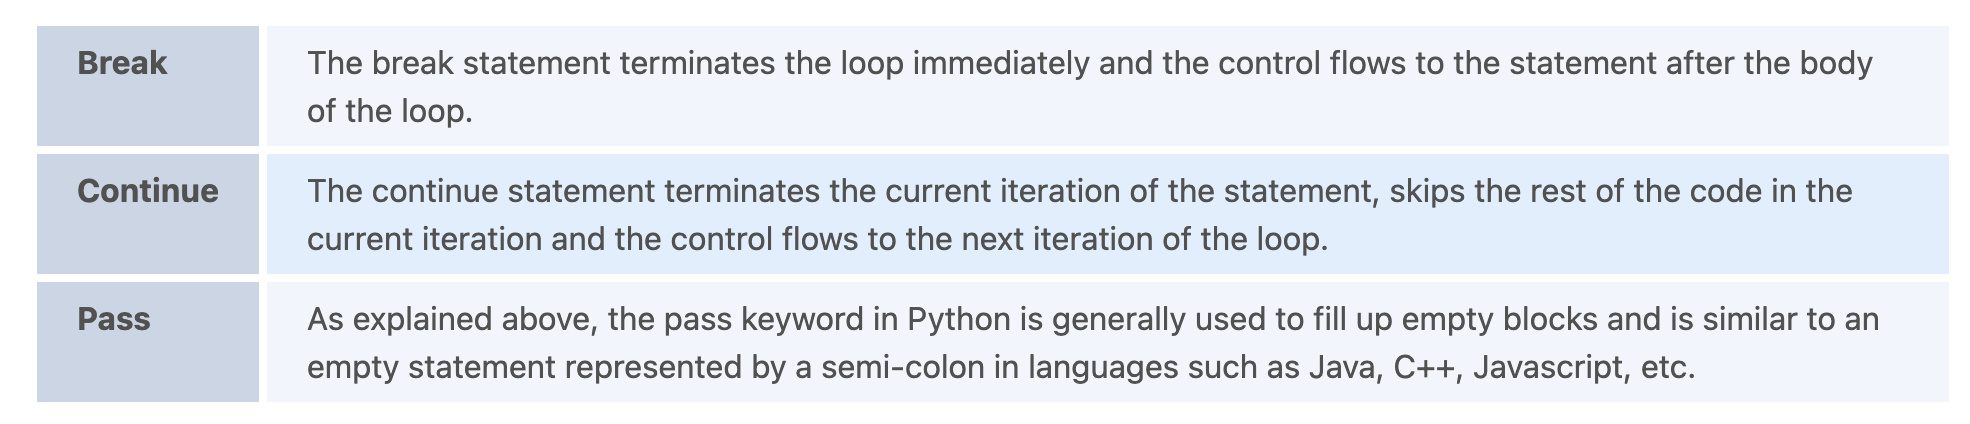 Break
The break statement terminates the loop immediately and the control flows to the statement after the body
of the loop.
Continue
The continue statement terminates the current iteration of the statement, skips the rest of the code in the
current iteration and the control flows to the next iteration of the loop.
Pass
As explained above, the pass keyword in Python is generally used to fill up empty blocks and is similar to an
empty statement represented by a semi-colon in languages such as Java, C++, Javascript, etc.